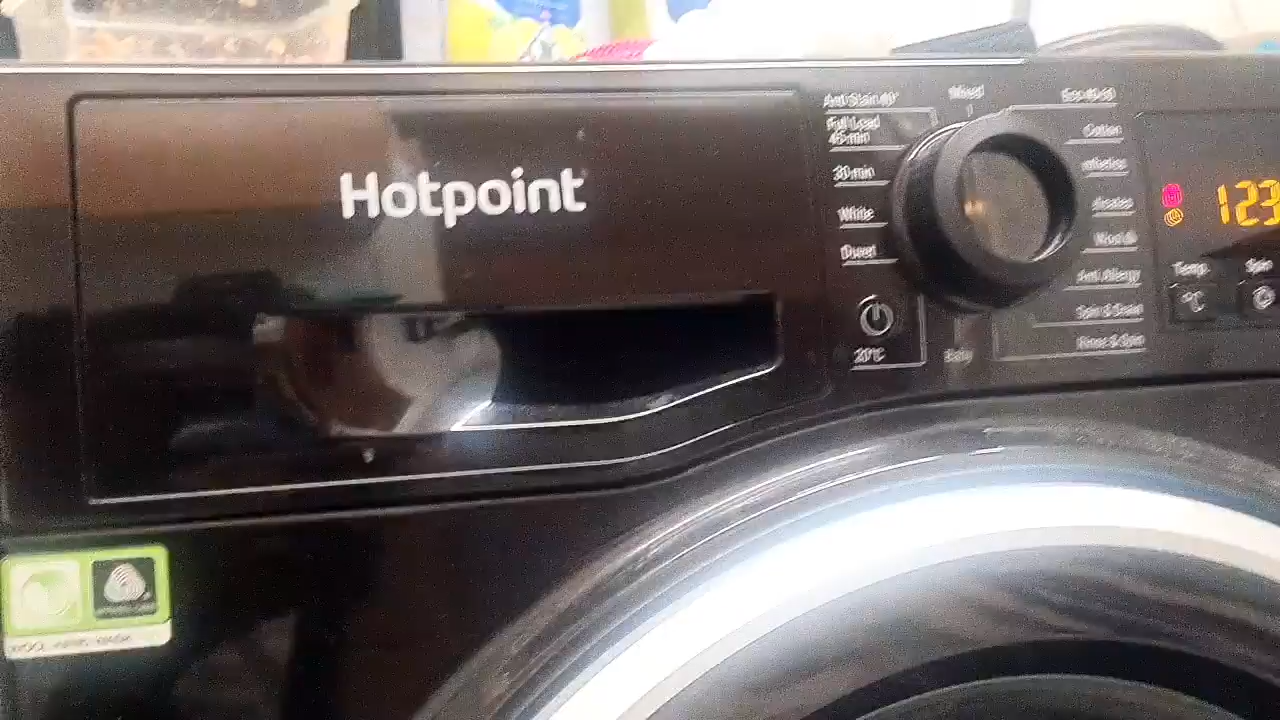 Hotpoint
Anti Stain 40°
Full Load
45 min
30 min
White
Duvet
20°C
Mixed
Eco 40-60
Cotton
Anti Allergy
Spin & Drain
Rinse & Spin
Baby
123
Temp.
°C
Spin